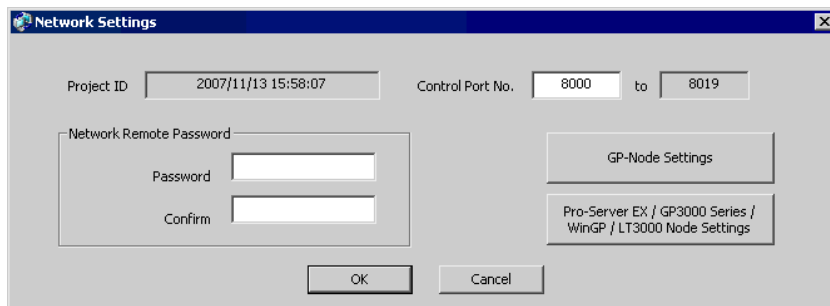 Network Settings
Project ID 2007/11/13 15:58:07 Control Port No. 8000 to 8019
Network Remote Password
Password
Confirm
GP-Node Settings
Pro-Server EX / GP3000 Series /
WinGP / LT3000 Node Settings
OK Cancel